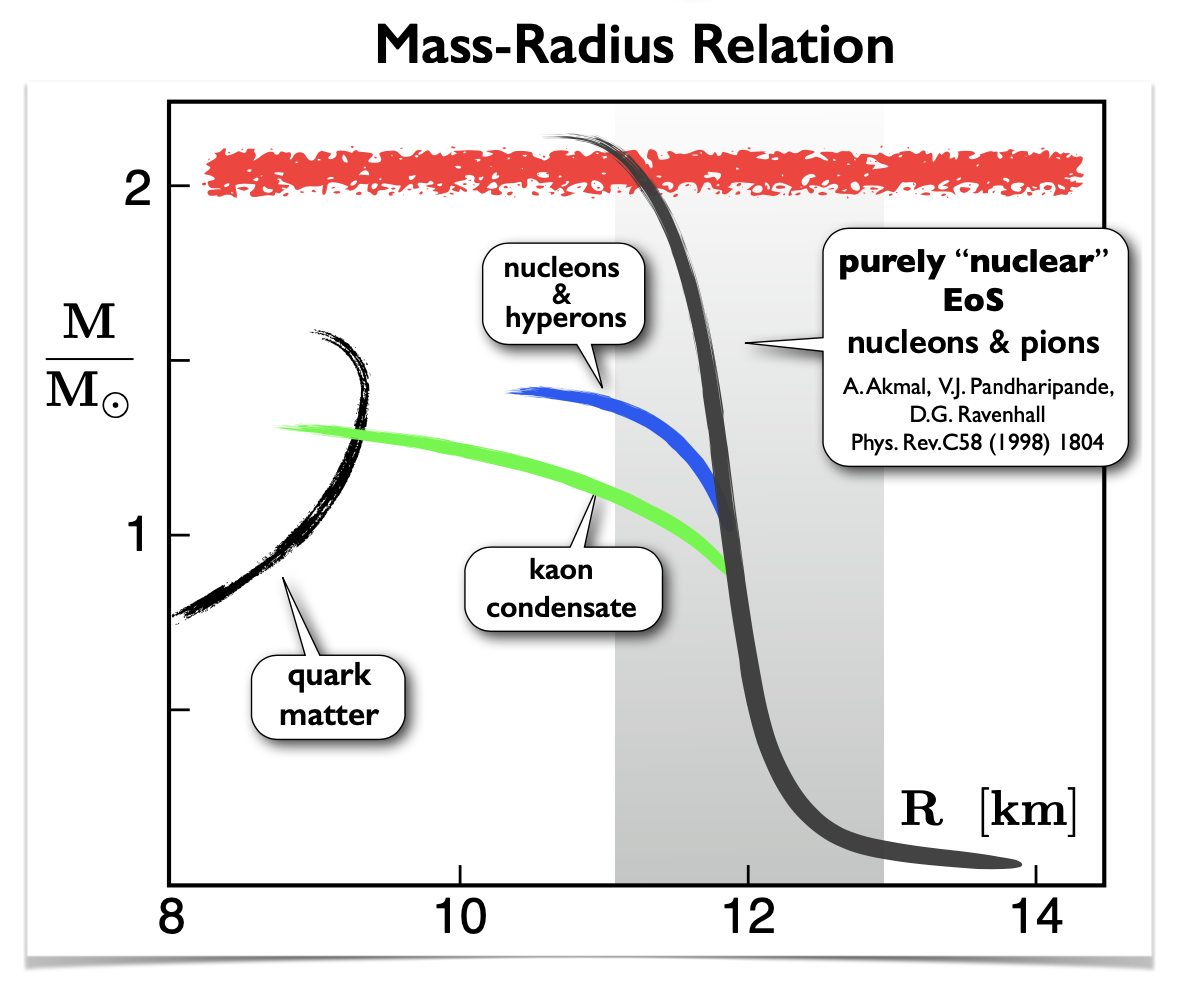 Mass-Radius Relation
2
1
M
M⊙
nucleons
&
hyperons
purely “nuclear”
EoS
nucleons & pions
A. Akmal, V.J. Pandharipande,
D.G. Ravenhall
Phys. Rev.C58 (1998) 1804
kaon
condensate
quark
matter
R [km]
8 10 12 14